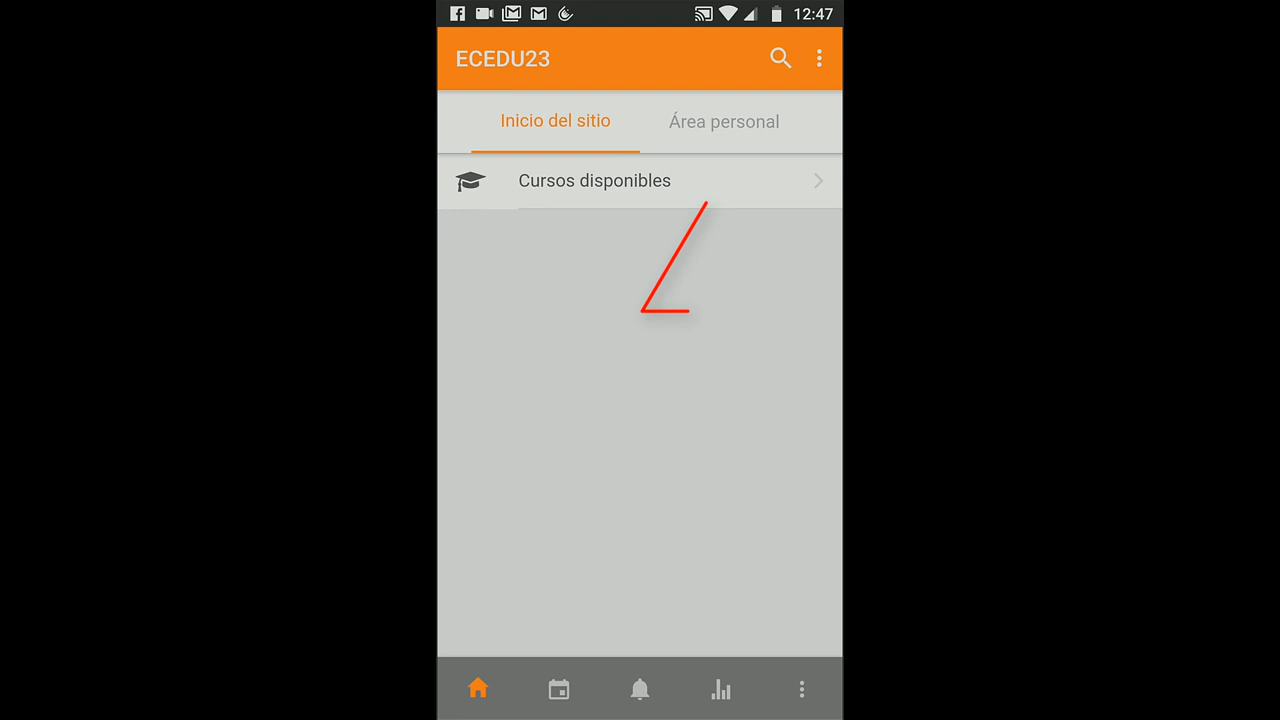 12:47
ECEDU23
Inicio del sitio
Área personal
Cursos disponibles